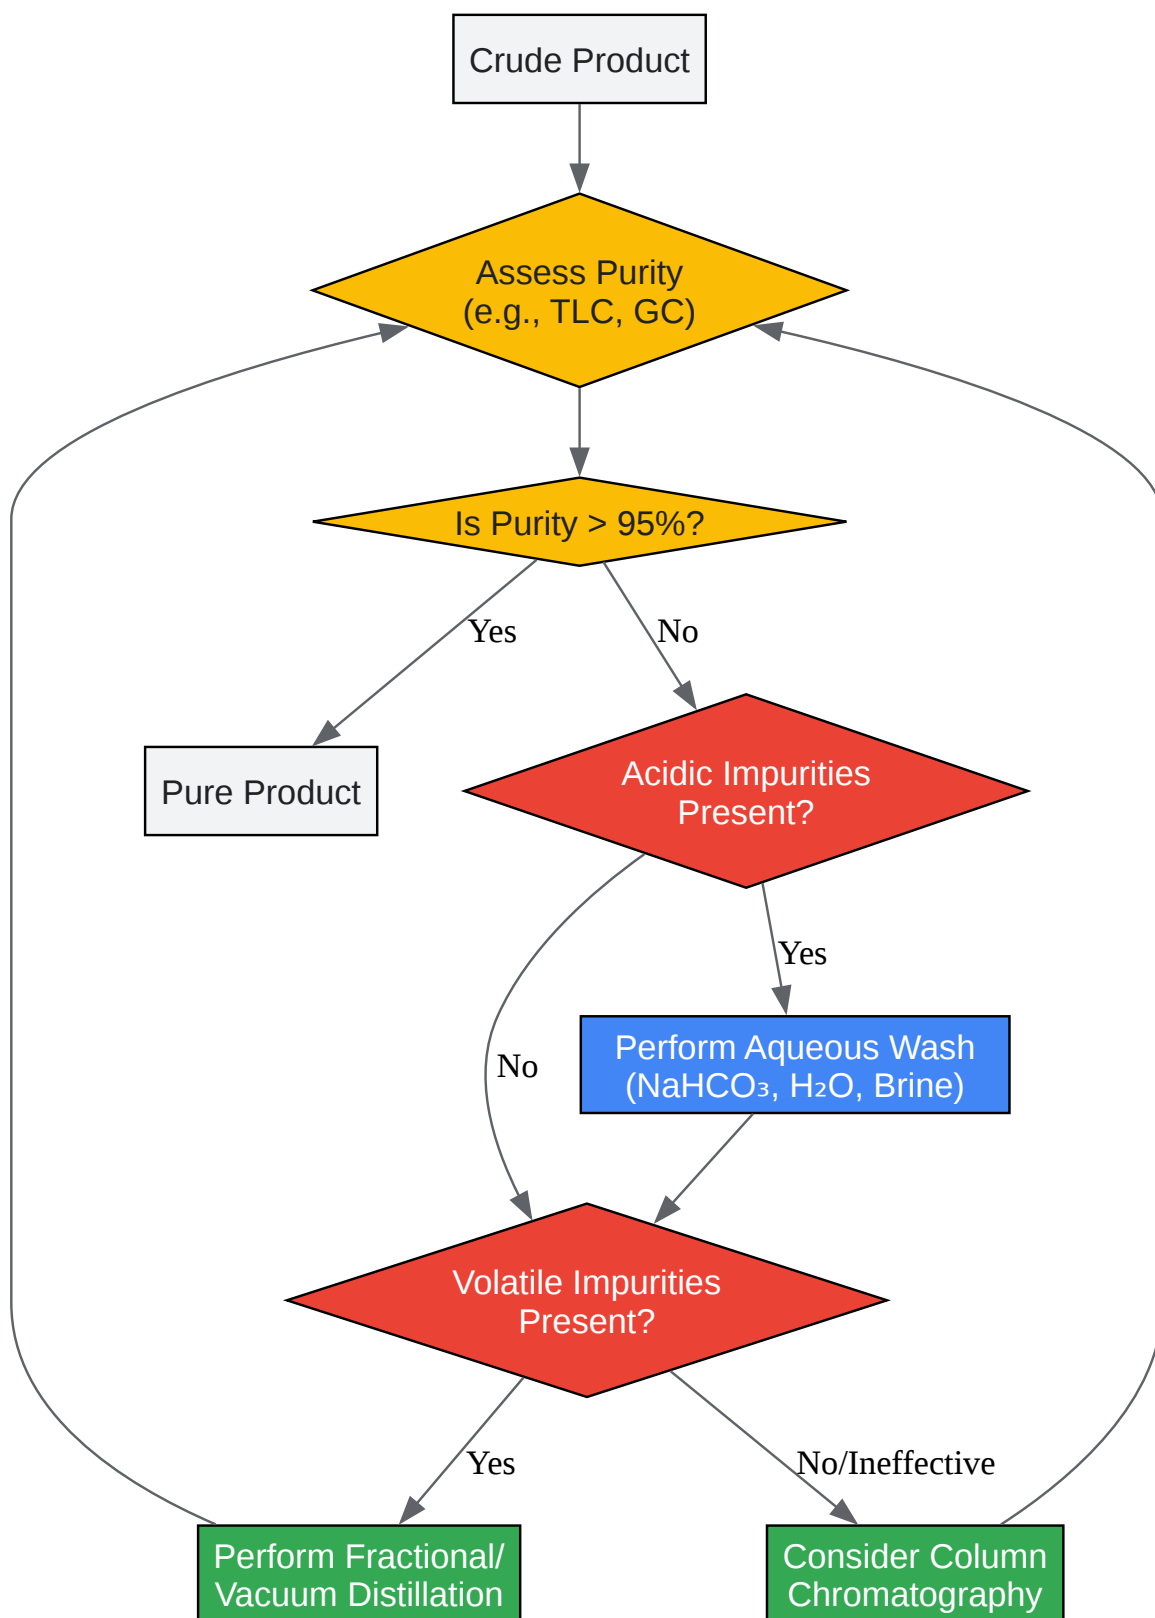 Crude Product
Assess Purity
(e.g., TLC, GC)
Is Purity > 95%?
Yes
No
Pure Product
Acidic Impurities
Present?
Yes
No
Perform Aqueous Wash
(NaHCO₃, H₂O, Brine)
Volatile Impurities
Present?
Yes
No/Ineffective
Perform Fractional/
Vacuum Distillation
Consider Column
Chromatography